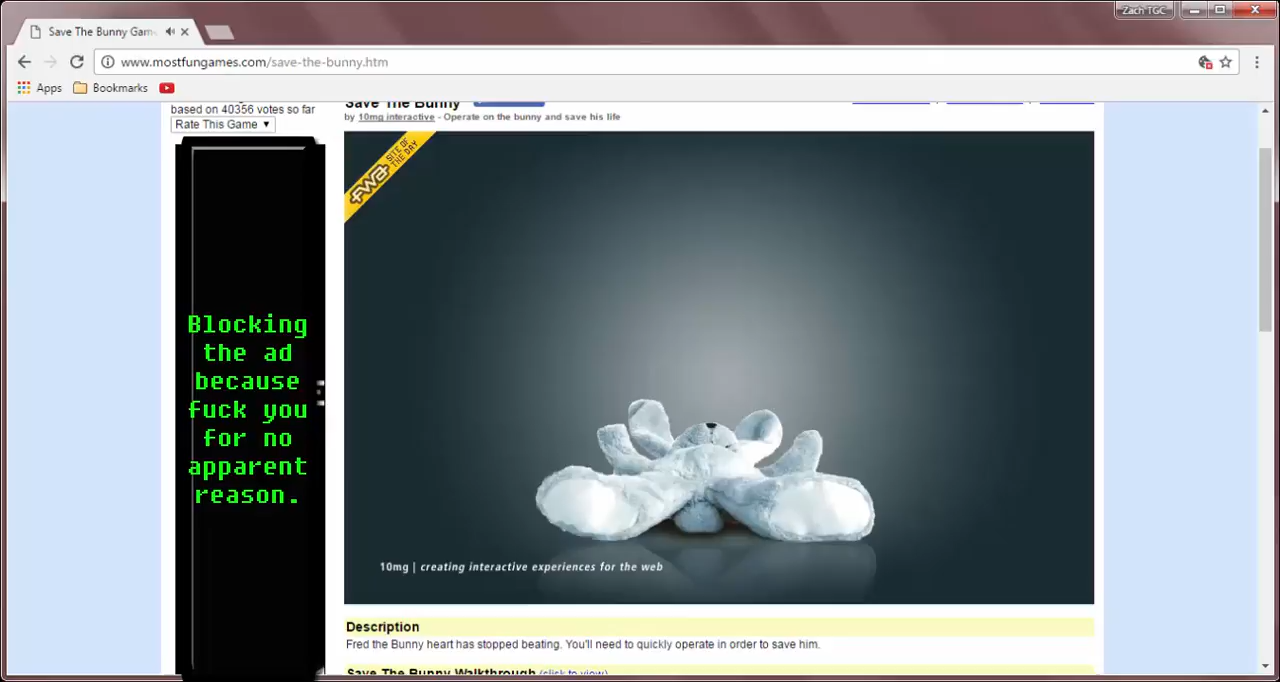 Zach TGC
Save The Bunny Gam
www.mostfungames.com/save-the-bunny.htm
Apps
Bookmarks
based on 40356 votes so far
Rate This Game
Save The Bunny
by 10mg interactive - Operate on the bunny and save his life
fwa SITE OF
THE DAY
Blocking
the ad
because
fuck you
for no
apparent
reason.
10mg | creating interactive experiences for the web
Description
Fred the Bunny heart has stopped beating. You'll need to quickly operate in order to save him.
Save The Bunny Walkthrough (click to view)